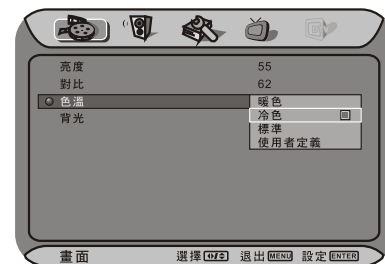 亮度 55
對比 62
色溫 暖色
冷色
背光 標準
使用者定義
畫面 選擇 退出 MENU 設定 ENTER